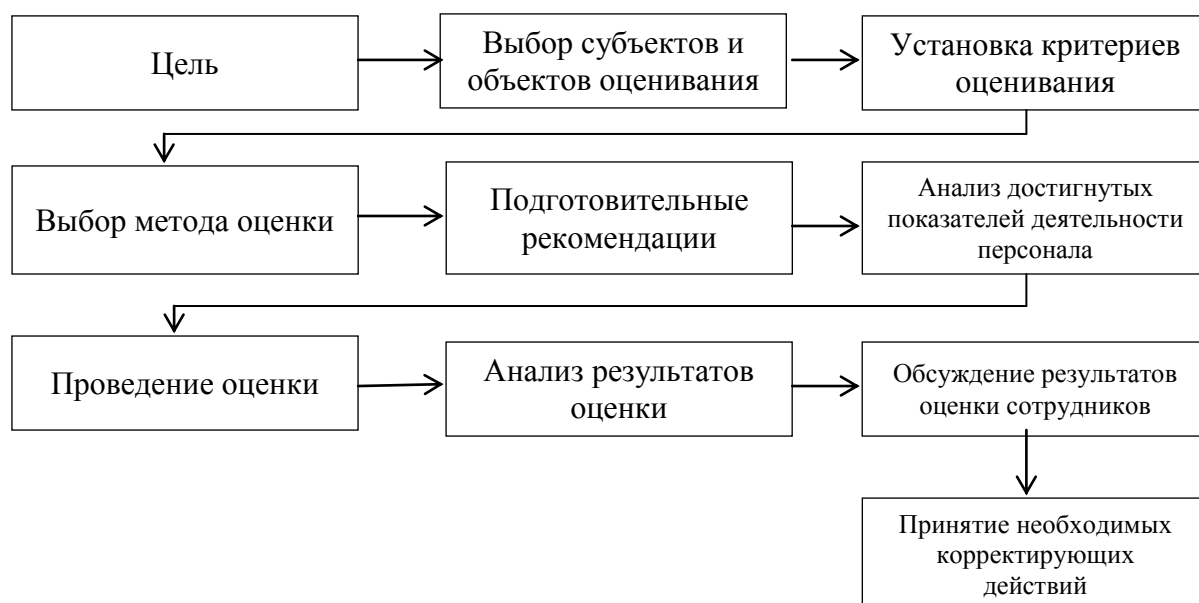 Цель
Выбор субъектов и
объектов оценивания
Установка критериев
оценивания
Выбор метода оценки
Подготовительные
рекомендации
Анализ достигнутых
показателей деятельности
персонала
Проведение оценки
Анализ результатов
оценки
Обсуждение результатов
оценки сотрудников
Принятие необходимых
корректирующих
действий